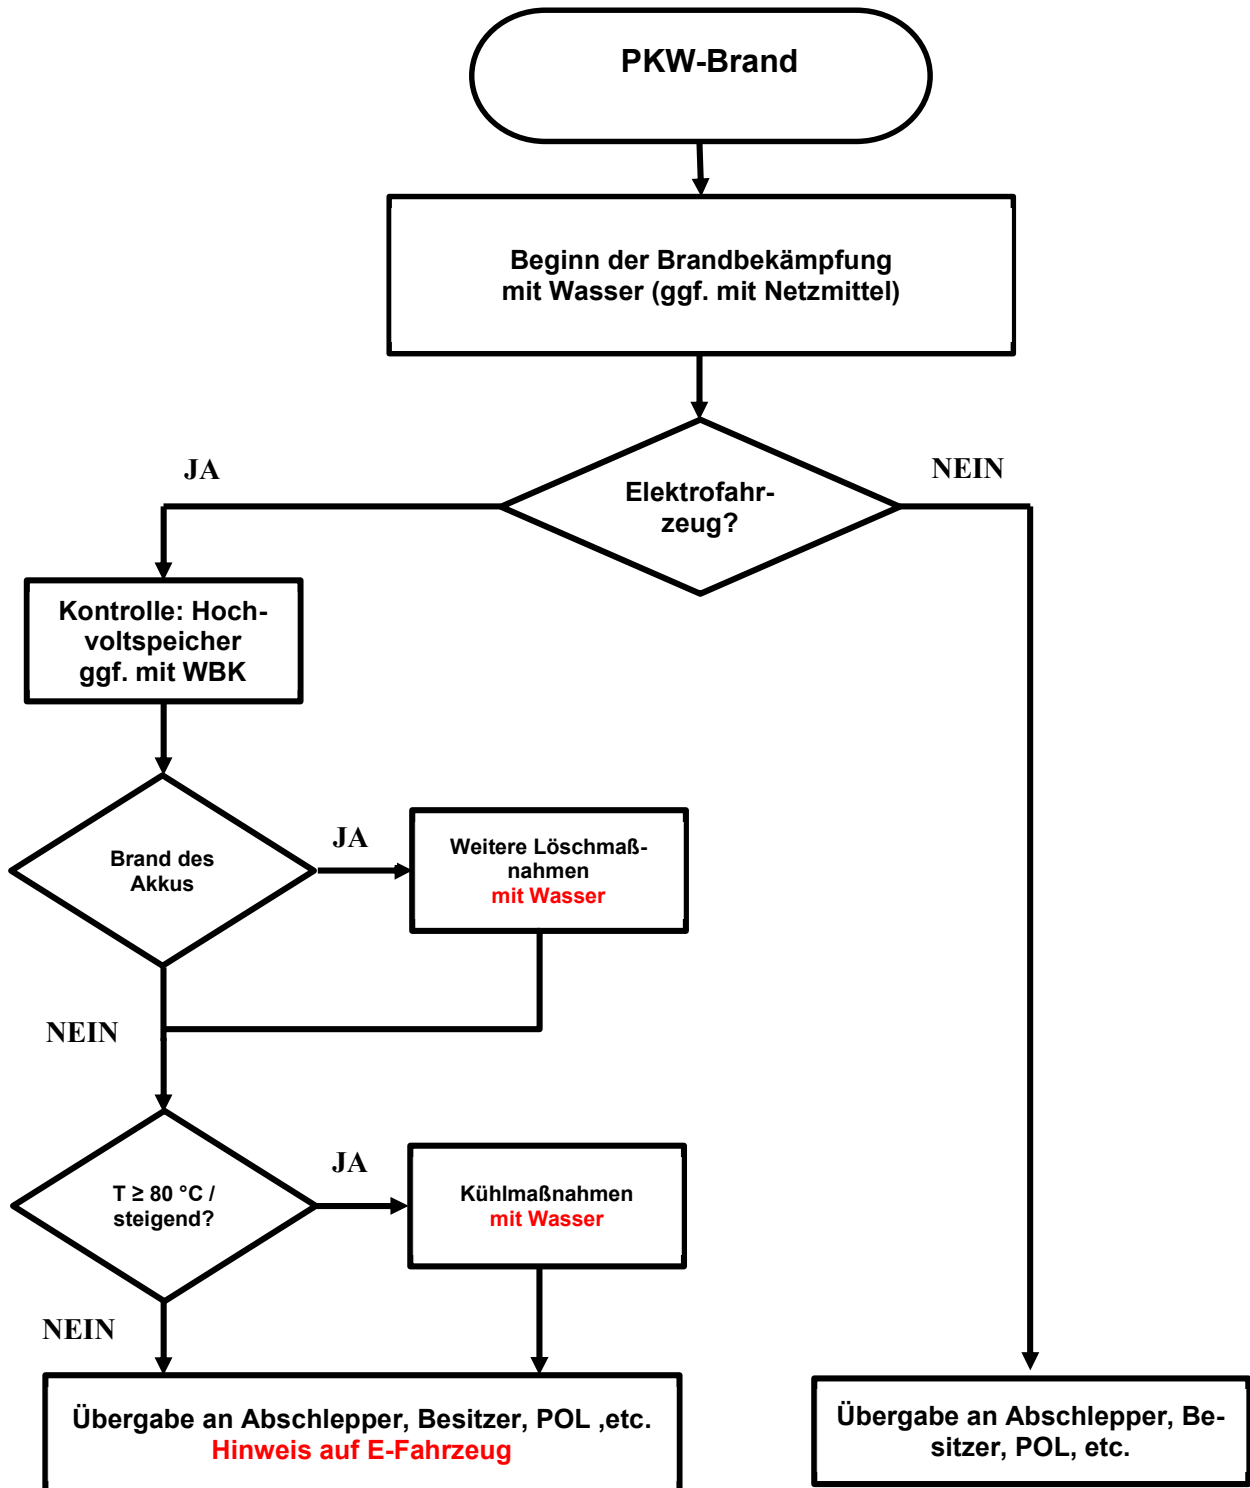 PKW-Brand
Beginn der Brandbekämpfung
mit Wasser (ggf. mit Netzmittel)
JA
NEIN
Elektrofahr-
zeug?
Kontrolle: Hoch-
voltspeicher
ggf. mit WBK
Brand des
Akkus
JA
Weitere Löschmaß-
nahmen
mit Wasser
NEIN
T ≥ 80 °C /
steigend?
JA
Kühlmaßnahmen
mit Wasser
NEIN
Übergabe an Abschlepper, Besitzer, POL ,etc.
Hinweis auf E-Fahrzeug
Übergabe an Abschlepper, Be-
sitzer, POL, etc.